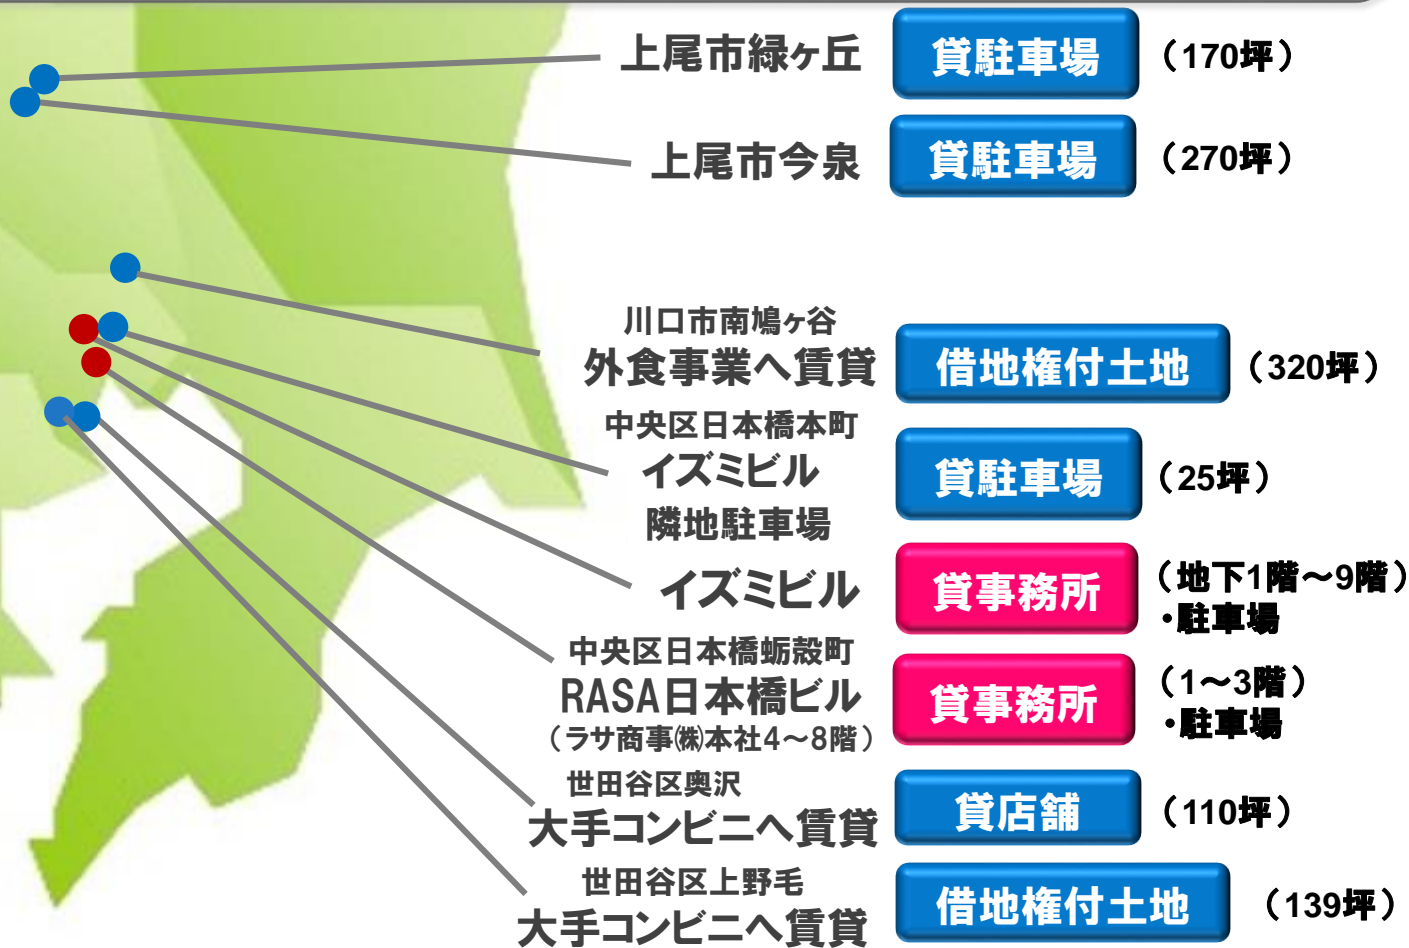 上尾市緑ヶ丘 貸駐車場 （170坪）
上尾市今泉 貸駐車場 （270坪）
川口市南鳩ヶ谷
外食事業へ賃貸 借地権付土地 （320坪）
中央区日本橋本町
イズミビル 貸駐車場 （25坪）
隣地駐車場
イズミビル 貸事務所 （地下1階～9階）
・駐車場
中央区日本橋蛎殻町
RASA日本橋ビル 貸事務所 （1～3階）
・駐車場
（ラサ商事㈱本社4～8階）
世田谷区奥沢
大手コンビニへ賃貸 貸店舗 （110坪）
世田谷区上野毛
大手コンビニへ賃貸 借地権付土地 （139坪）